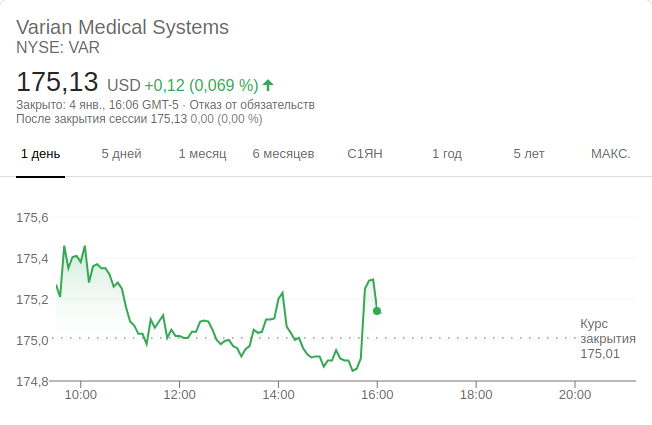 Varian Medical Systems
NYSE: VAR
175,13 USD +0,12 (0,069 %)
Закрыто: 4 янв., 16:06 GMT-5 · Отказ от обязательств
После закрытия сессии 175,13 0,00 (0,00 %)
1 день 5 дней 1 месяц 6 месяцев С1ЯН 1 год 5 лет МАКС.
175,6
175,4
175,2
175,0
174,8
Курс
закрытия
175,01
10:00 12:00 14:00 16:00 18:00 20:00